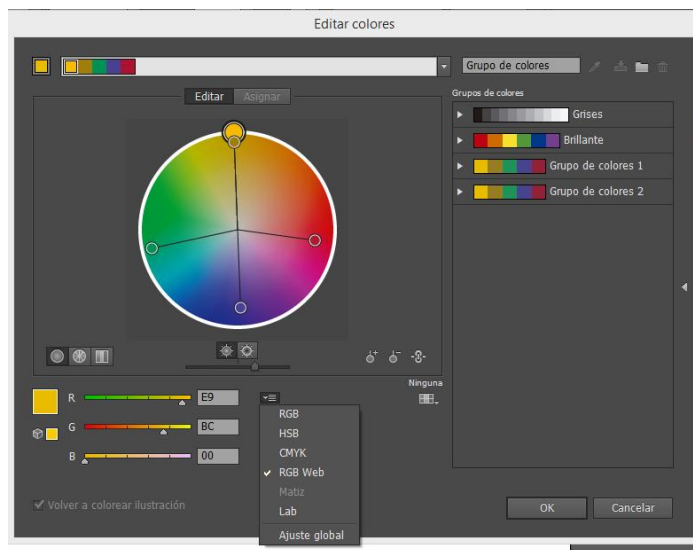 Editar colores
Grupo de colores
Editar Asignar
Grupos de colores
Grises
Brillante
Grupo de colores 1
Grupo de colores 2
Ninguna
R E9
G BC
B 00
RGB
HSB
CMYK
RGB Web
Matiz
Lab
Ajuste global
Volver a colorear ilustración
OK Cancelar